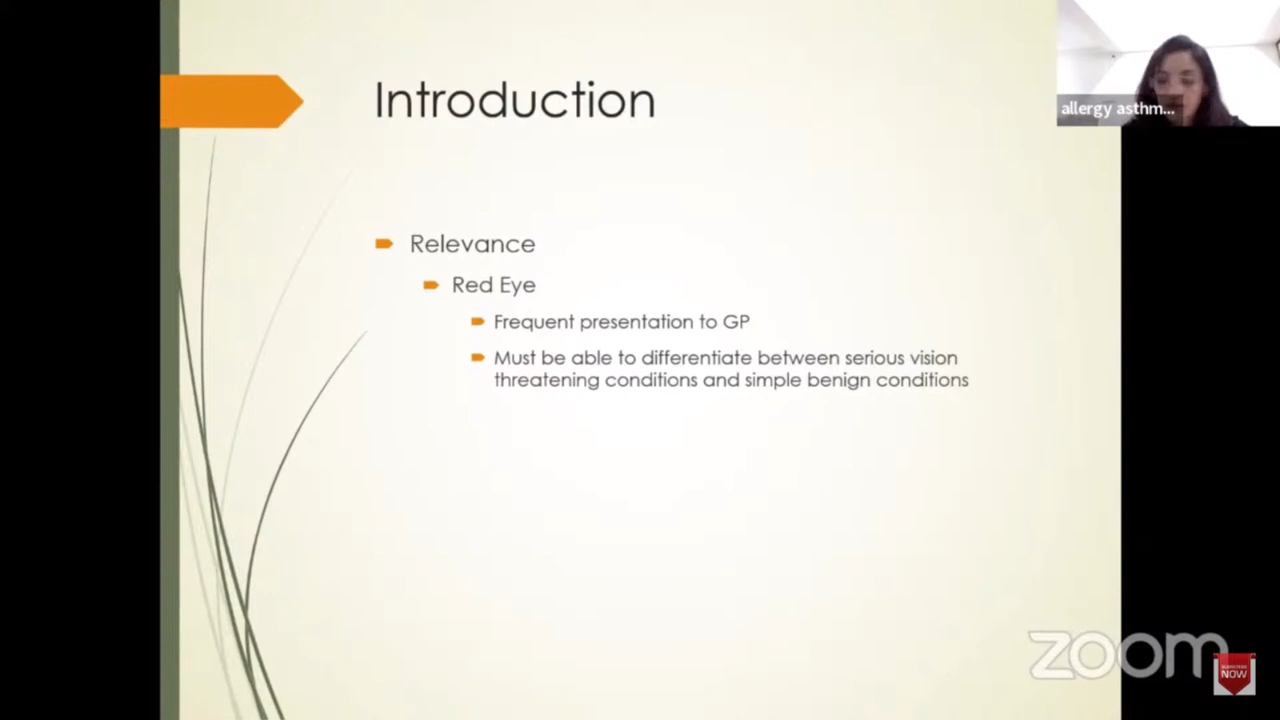 Introduction
allergy asthm...
Relevance
Red Eye
Frequent presentation to GP
Must be able to differentiate between serious vision
threatening conditions and simple benign conditions
zoom
SUBSCRIBE
NOW